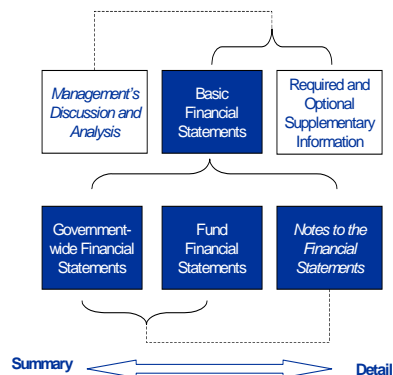 Management's
Discussion and
Analysis
Basic
Financial
Statements
Required and
Optional
Supplementary
Information
Government-
wide Financial
Statements
Fund
Financial
Statements
Notes to the
Financial
Statements
Summary
Detail